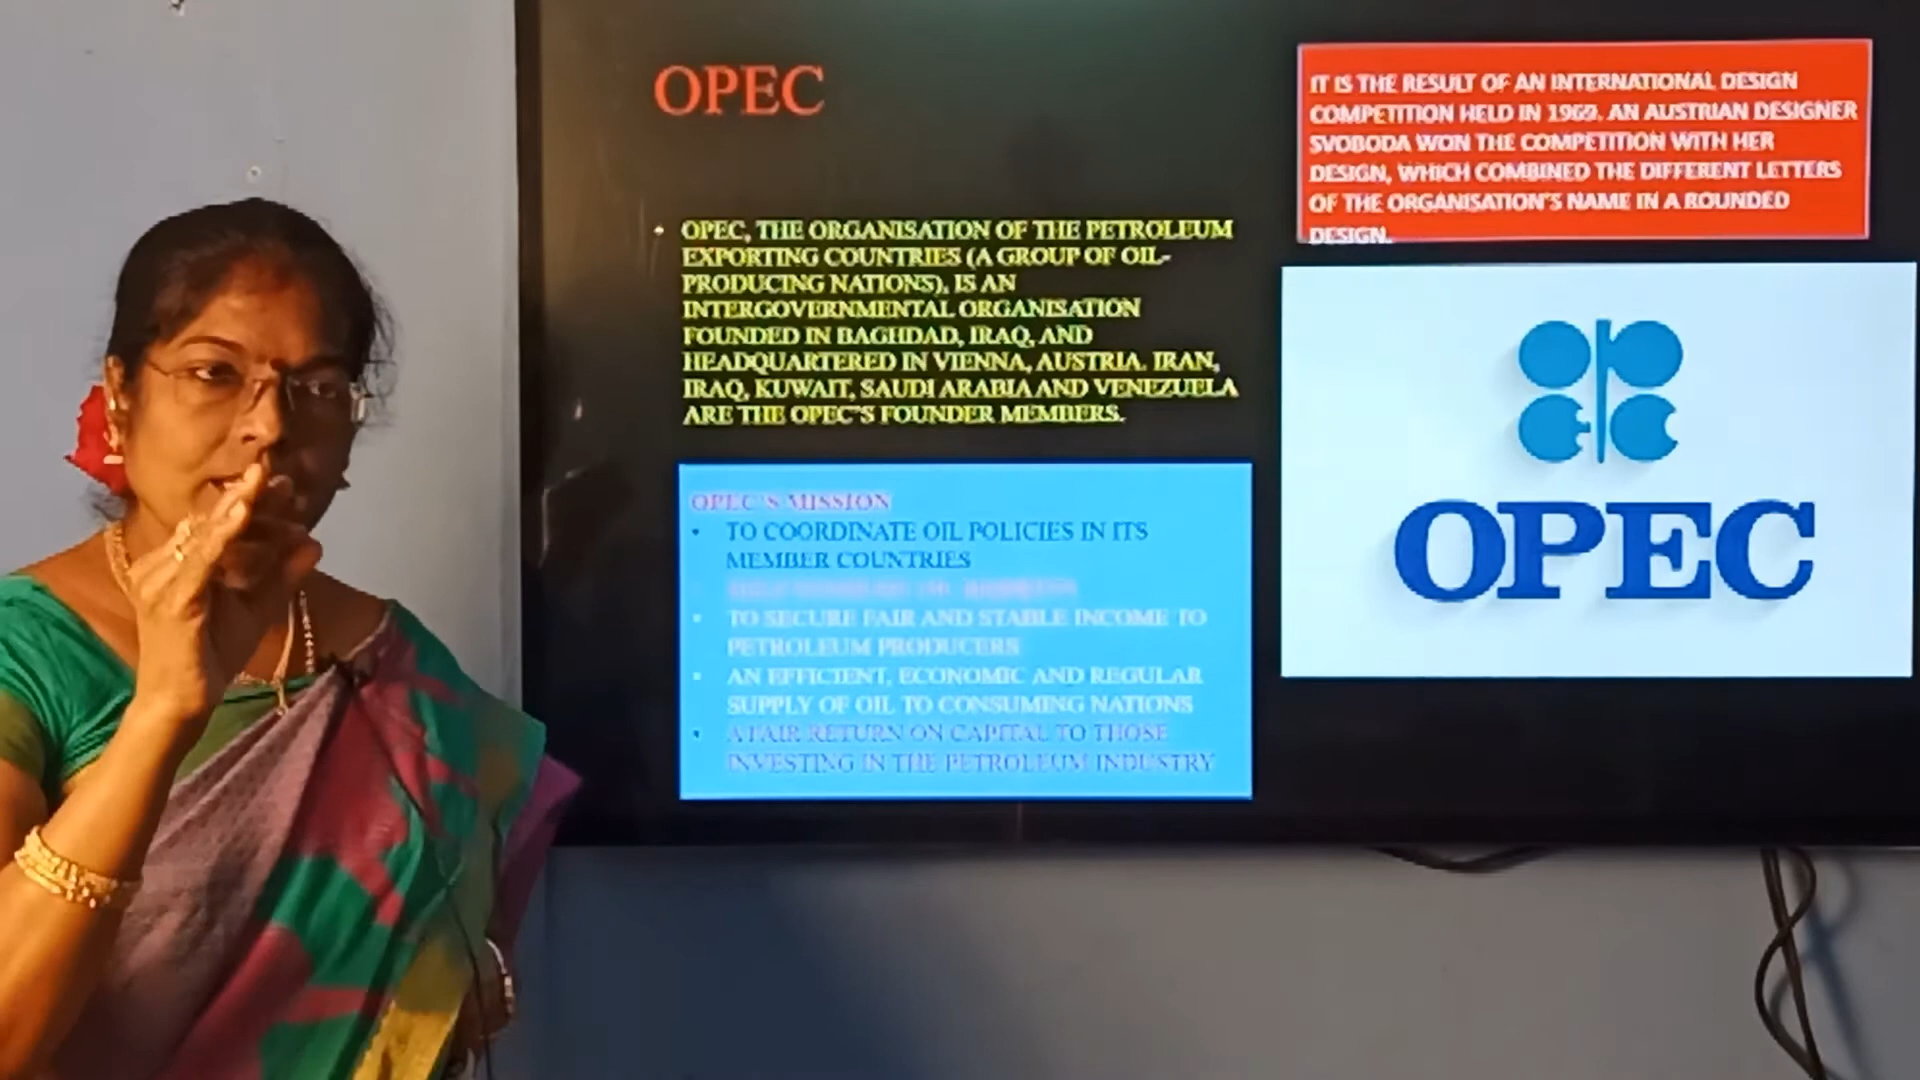 OPEC
• OPEC, THE ORGANISATION OF THE PETROLEUM
EXPORTING COUNTRIES (A GROUP OF OIL-
PRODUCING NATIONS), IS AN
INTERGOVERNMENTAL ORGANISATION
FOUNDED IN BAGHDAD, IRAQ, AND
HEADQUARTERED IN VIENNA, AUSTRIA. IRAN,
IRAQ, KUWAIT, SAUDI ARABIA AND VENEZUELA
ARE THE OPEC'S FOUNDER MEMBERS.
OPEC'S MISSION
• TO COORDINATE OIL POLICIES IN ITS
MEMBER COUNTRIES
• TO SECURE FAIR AND STABLE INCOME TO
PETROLEUM PRODUCERS
• AN EFFICIENT, ECONOMIC AND REGULAR
SUPPLY OF OIL TO CONSUMING NATIONS
• A FAIR RETURN ON CAPITAL TO THOSE
INVESTING IN THE PETROLEUM INDUSTRY
IT IS THE RESULT OF AN INTERNATIONAL DESIGN
COMPETITION HELD IN 1969. AN AUSTRIAN DESIGNER
SVOBODA WON THE COMPETITION WITH HER
DESIGN, WHICH COMBINED THE DIFFERENT LETTERS
OF THE ORGANISATION'S NAME IN A ROUNDED
DESIGN.
OPEC